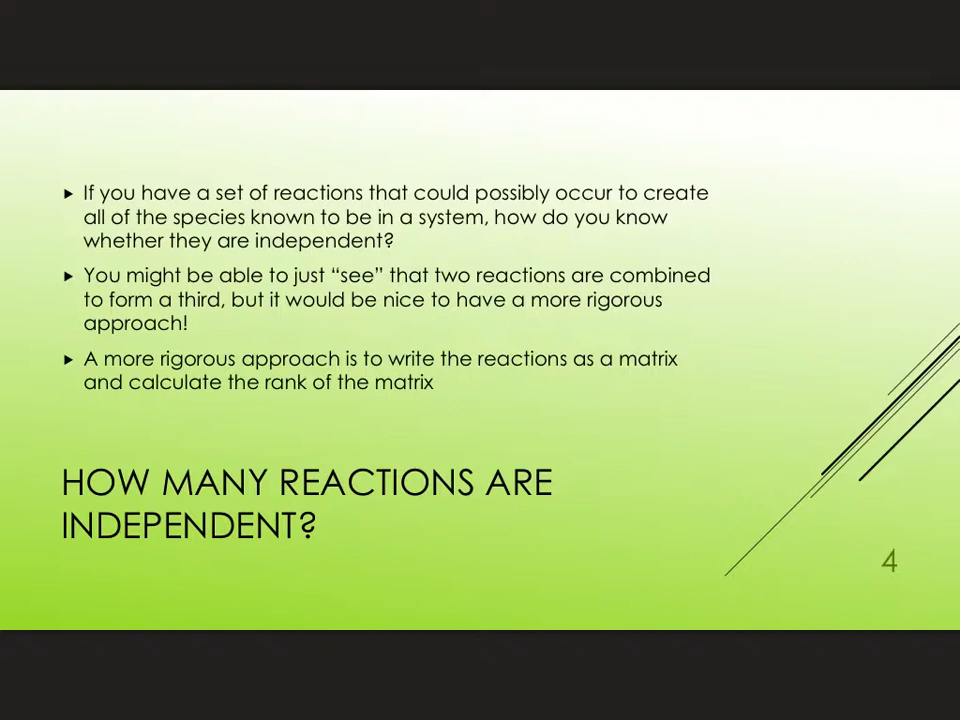 If you have a set of reactions that could possibly occur to create
all of the species known to be in a system, how do you know
whether they are independent?
You might be able to just “see” that two reactions are combined
to form a third, but it would be nice to have a more rigorous
approach!
A more rigorous approach is to write the reactions as a matrix
and calculate the rank of the matrix
HOW MANY REACTIONS ARE
INDEPENDENT?
4